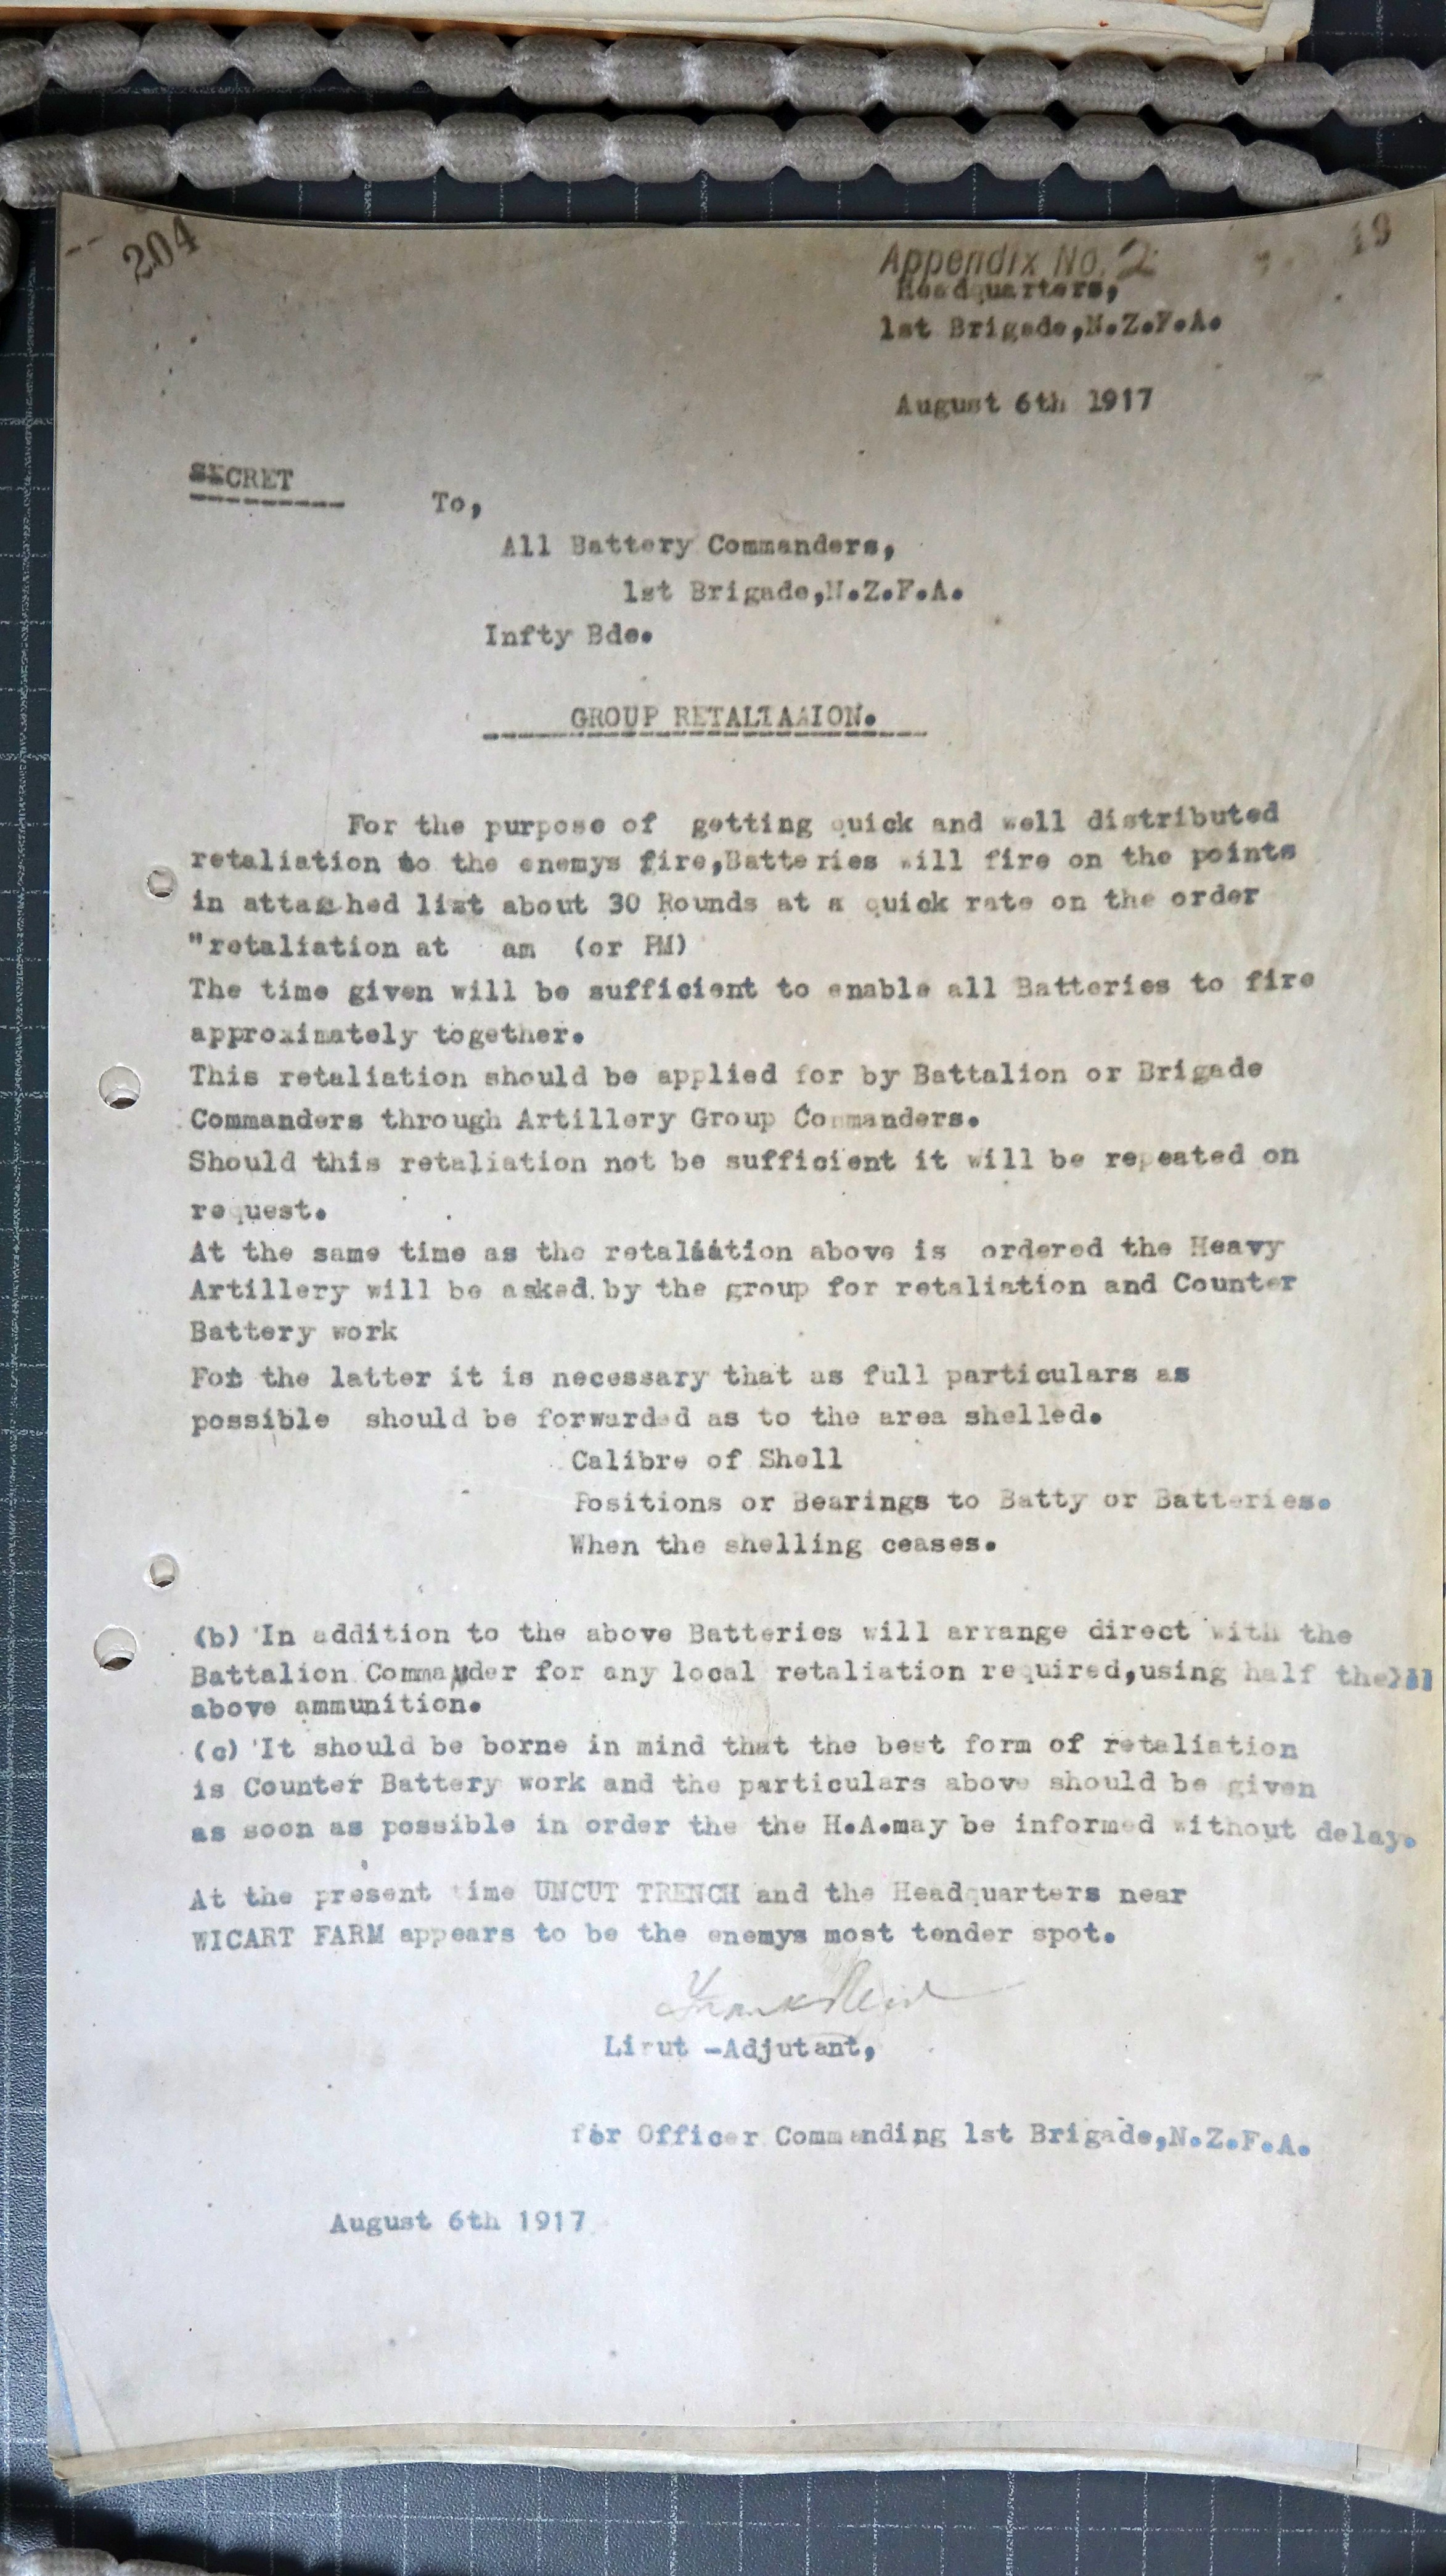 204
19
Appendix No. 2
Headquarters,
1st Brigade,N.Z.F.A.
August 6th 1917
SECRET
To,
All Battery Commanders,
1st Brigade,N.Z.F.A.
Infty Bde.
GROUP RETALIAAION.
For the purpose of getting quick and well distributed
retaliation to the enemys fire,Batteries will fire on the points
in attached list about 30 Rounds at a quick rate on the order
"retaliation at am (or PM)
The time given will be sufficient to enable all Batteries to fire
approximately together.
This retaliation should be applied for by Battalion or Brigade
Commanders through Artillery Group Commanders.
Should this retaliation not be sufficient it will be repeated on
request.
At the same time as the retaliation above is ordered the Heavy
Artillery will be asked by the group for retaliation and Counter
Battery work
For the latter it is necessary that as full particulars as
possible should be forwarded as to the area shelled.
Calibre of Shell
Positions or Bearings to Batty or Batteries.
When the shelling ceases.
(b) 'In addition to the above Batteries will arrange direct with the
Battalion Commander for any local retaliation required,using half the
above ammunition.
(c) 'It should be borne in mind that the best form of retaliation
is Counter Battery work and the particulars above should be given
as soon as possible in order the the H.A.may be informed without delay.
At the present time UNCUT TRENCH and the Headquarters near
WICART FARM appears to be the enemys most tender spot.
Frank Reid
Lieut -Adjutant,
for Officer Commanding 1st Brigade,N.Z.F.A.
August 6th 1917